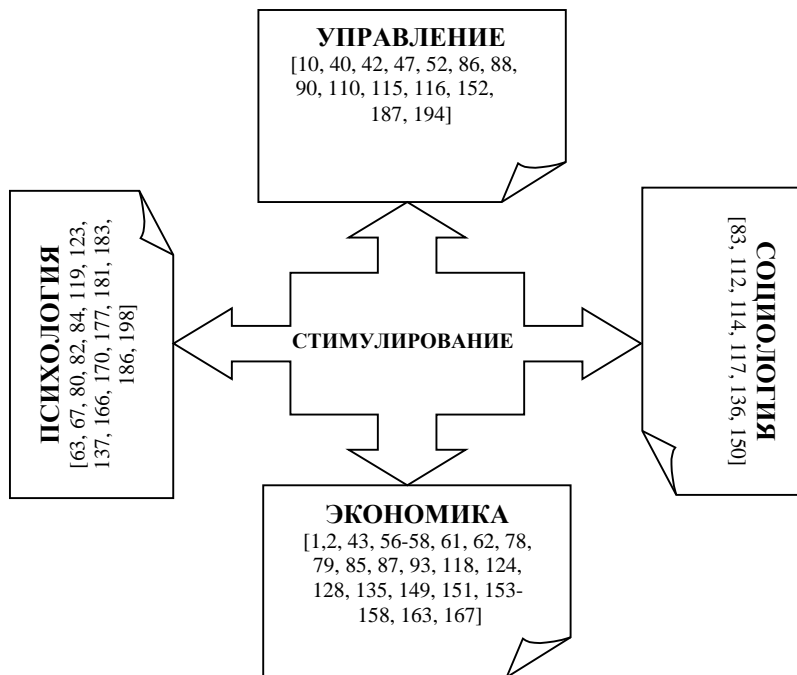 УПРАВЛЕНИЕ
[10, 40, 42, 47, 52, 86, 88,
90, 110, 115, 116, 152,
187, 194]
ПСИХОЛОГИЯ
[63, 67, 80, 82, 84, 119, 123,
137, 166, 170, 177, 181, 183,
186, 198]
СТИМУЛИРОВАНИЕ
СОЦИОЛОГИЯ
[83, 112, 114, 117, 136, 150]
ЭКОНОМИКА
[1,2, 43, 56-58, 61, 62, 78,
79, 85, 87, 93, 118, 124,
128, 135, 149, 151, 153-
158, 163, 167]